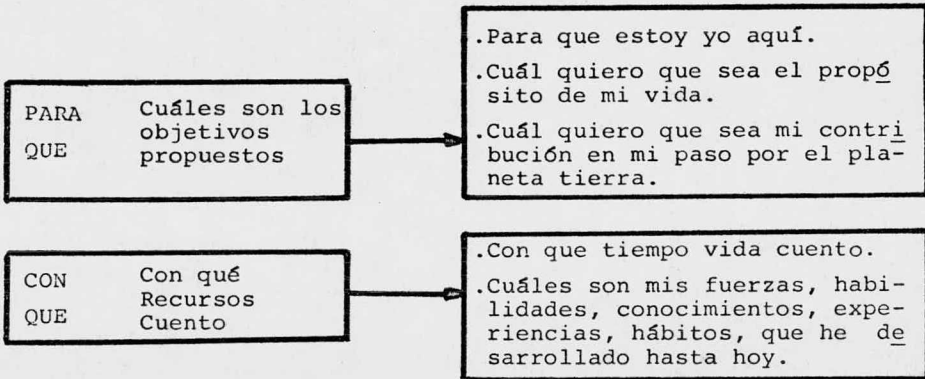 PARA
QUE
Cuáles son los
objetivos
propuestos
.Para que estoy yo aquí.
.Cuál quiero que sea el propó
sito de mi vida.
.Cuál quiero que sea mi contri
bución en mi paso por el pla-
neta tierra.
CON
QUE
Con qué
Recursos
Cuento
.Con que tiempo vida cuento.
.Cuáles son mis fuerzas, habi-
lidades, conocimientos, expe-
riencias, hábitos, que he de
sarrollado hasta hoy.